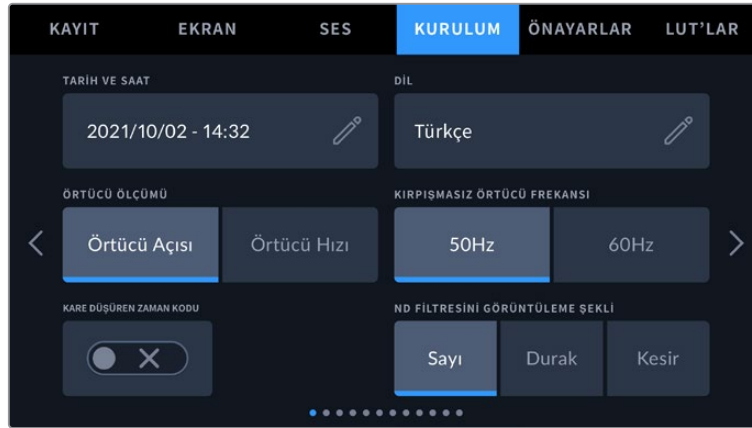 KAYIT EKRAN SES KURULUM ÖNAYARLAR LUT'LAR
TARİH VE SAAT DİL
2021/10/02 - 14:32 Türkçe
ÖRTÜCÜ ÖLÇÜMÜ KIRPIŞMASIZ ÖRTÜCÜ FREKANSI
Örtücü Açısı Örtücü Hızı 50Hz 60Hz
KARE DÜŞÜREN ZAMAN KODU ND FİLTRESİNİ GÖRÜNTÜLEME ŞEKLİ
Sayı Durak Kesir